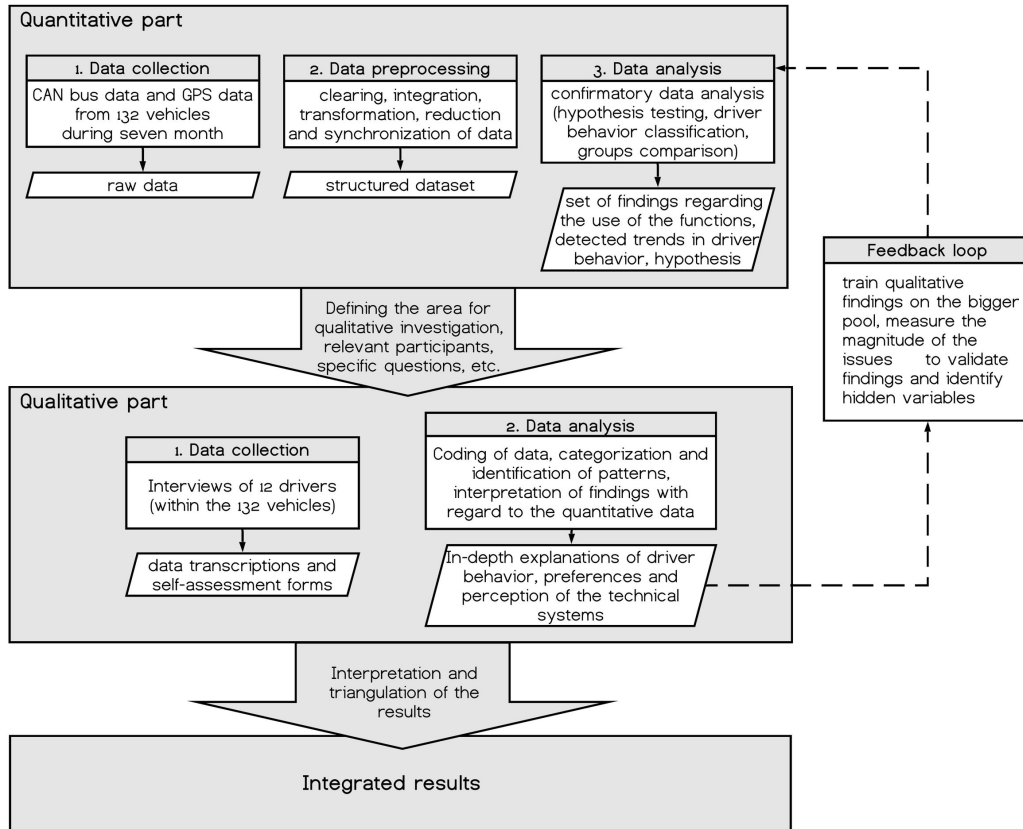 Quantitative part
1. Data collection
CAN bus data and GPS data
from 132 vehicles
during seven month
raw data
2. Data preprocessing
clearing, integration,
transformation, reduction
and synchronization of data
structured dataset
3. Data analysis
confirmatory data analysis
(hypothesis testing, driver
behavior classification,
groups comparison)
set of findings regarding
the use of the functions,
detected trends in driver
behavior, hypothesis
Feedback loop
train qualitative
findings on the bigger
pool, measure the
magnitude of the
issues to validate
findings and identify
hidden variables
Defining the area for
qualitative investigation,
relevant participants,
specific questions, etc.
Qualitative part
1. Data collection
Interviews of 12 drivers
(within the 132 vehicles)
data transcriptions and
self-assessment forms
2. Data analysis
Coding of data, categorization and
identification of patterns,
interpretation of findings with
regard to the quantitative data
In-depth explanations of driver
behavior, preferences and
perception of the technical
systems
Interpretation and
triangulation of the
results
Integrated results